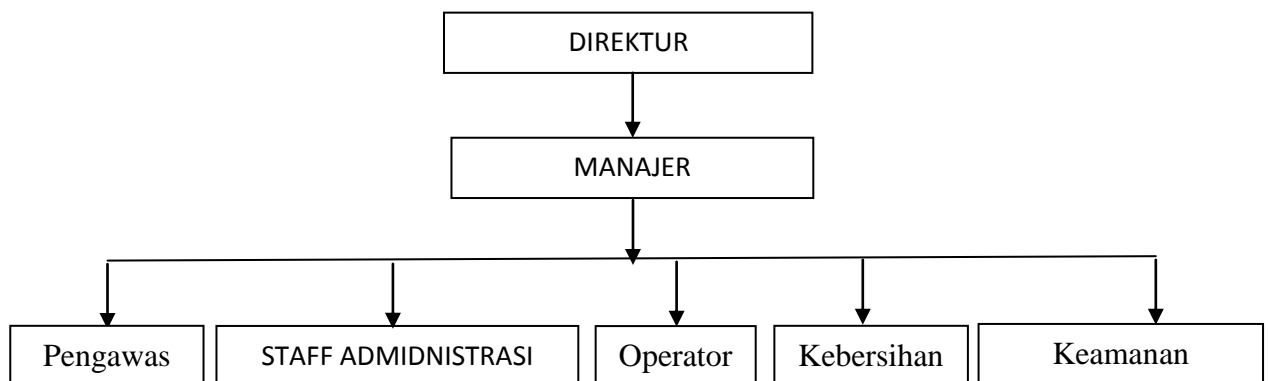 DIREKTUR
MANAJER
Pengawas
STAFF ADMIDNISTRASI
Operator
Kebersihan
Keamanan